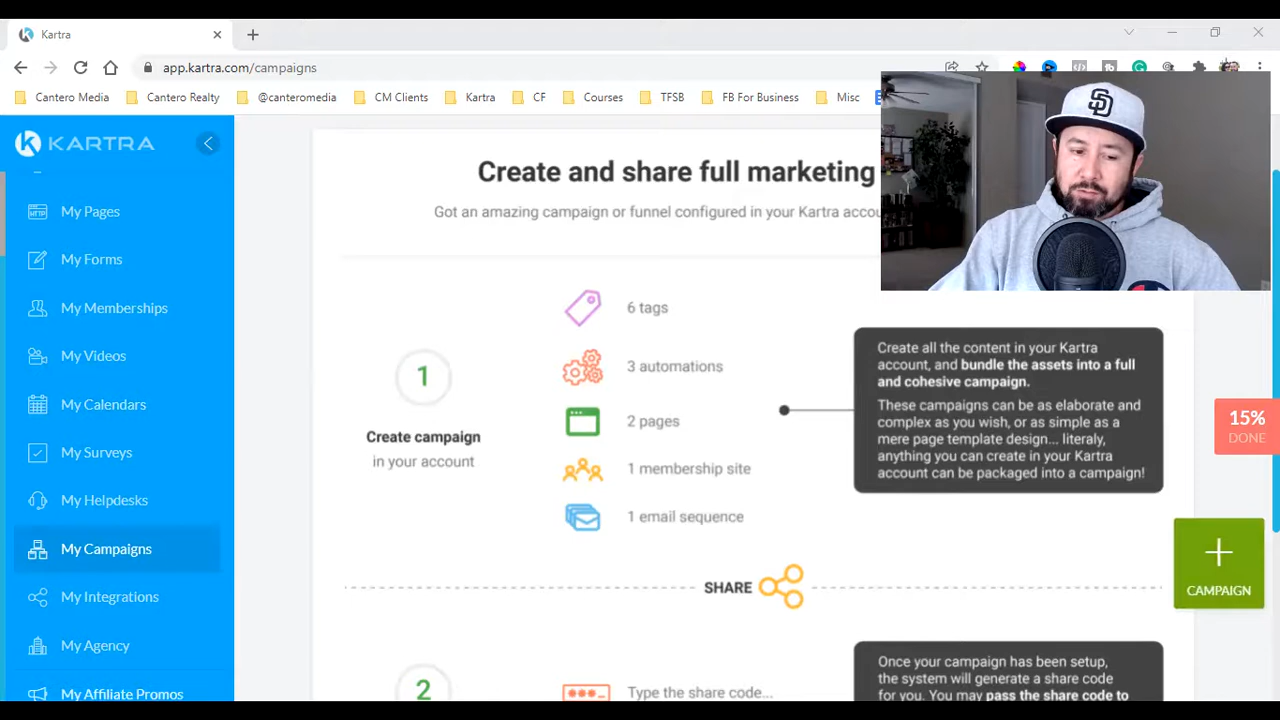 Kartra
app.kartra.com/campaigns
Cantero Media
Cantero Realty
@canteromedia
CM Clients
Kartra
CF
Courses
TFSB
FB For Business
Misc
KARTRA
My Pages
My Forms
My Memberships
My Videos
My Calendars
My Surveys
My Helpdesks
My Campaigns
My Integrations
My Agency
My Affiliate Promos
Create and share full marketing
Got an amazing campaign or funnel configured in your Kartra accou
1
Create campaign
in your account
6 tags
3 automations
2 pages
1 membership site
1 email sequence
Create all the content in your Kartra
account, and bundle the assets into a full
and cohesive campaign.
These campaigns can be as elaborate and
complex as you wish, or as simple as a
mere page template design... literaly,
anything you can create in your Kartra
account can be packaged into a campaign!
15%
DONE
+
CAMPAIGN
SHARE
2
Type the share code...
Once your campaign has been setup,
the system will generate a share code
for you. You may pass the share code to
SD